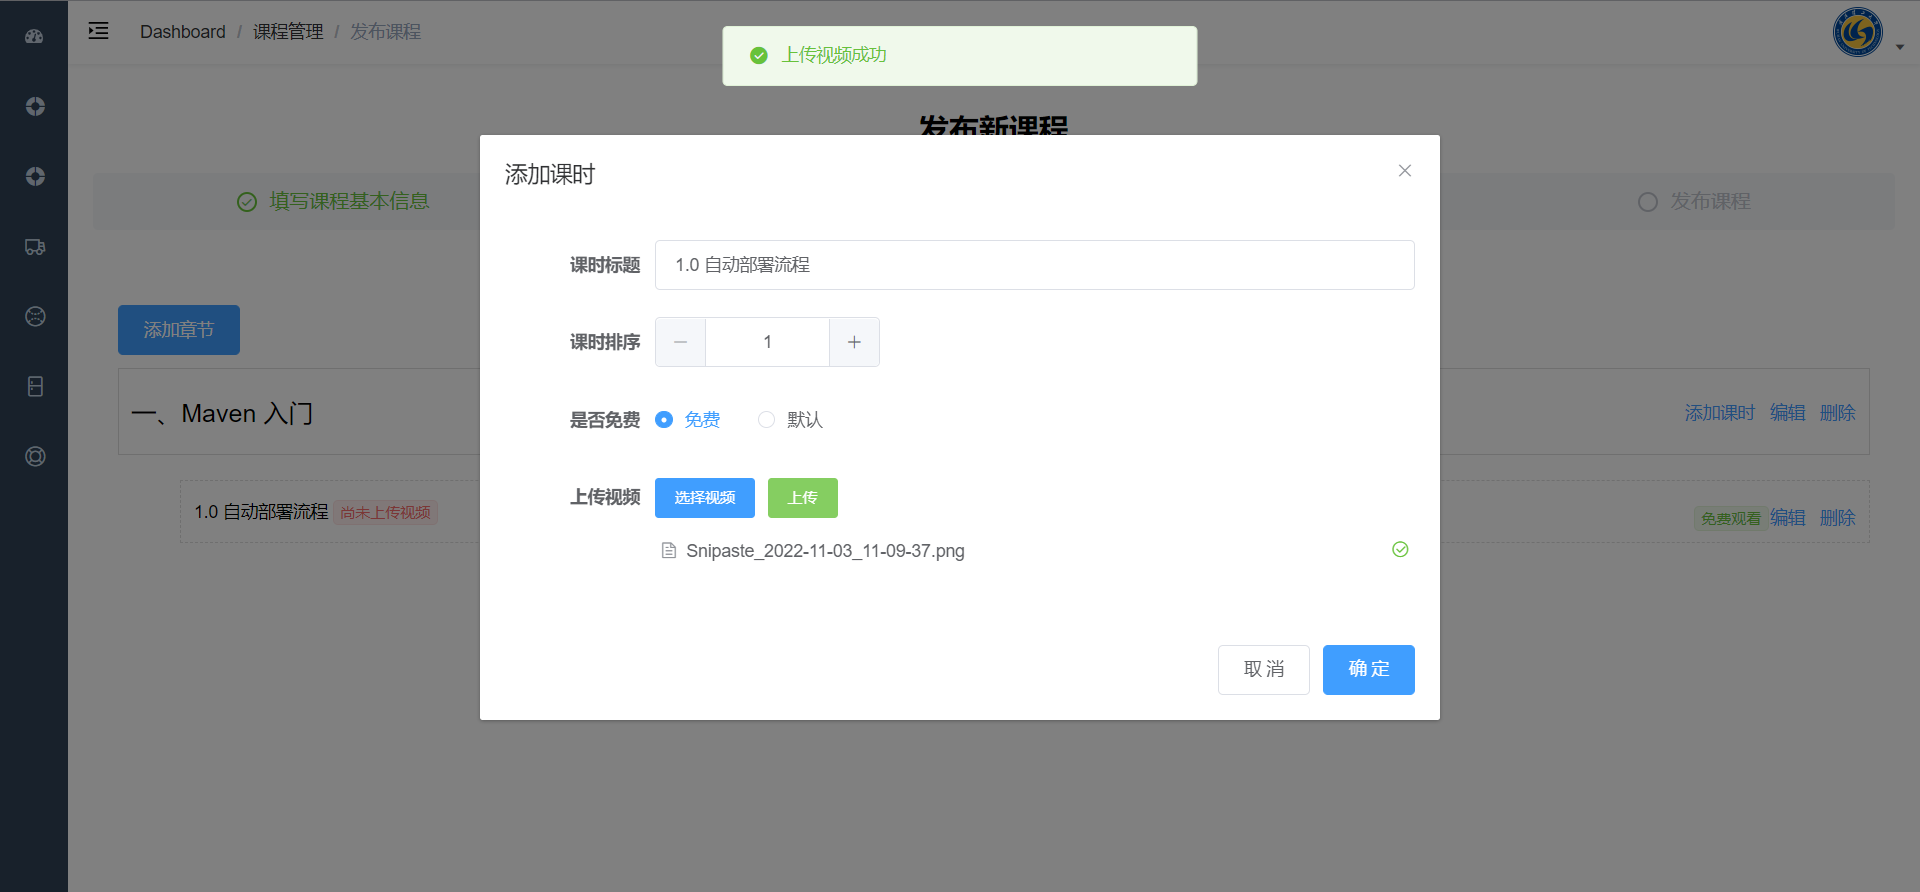 Dashboard / 课程管理 / 发布课程
上传视频成功
发布新课程
填写课程基本信息
发布课程
添加课时
课时标题 1.0 自动部署流程
课时排序 1
是否免费 免费 默认
上传视频 选择视频 上传
Snipaste_2022-11-03_11-09-37.png
取 消 确 定
添加章节
一、Maven 入门 添加课时 编辑 删除
1.0 自动部署流程 尚未上传视频 免费观看 编辑 删除